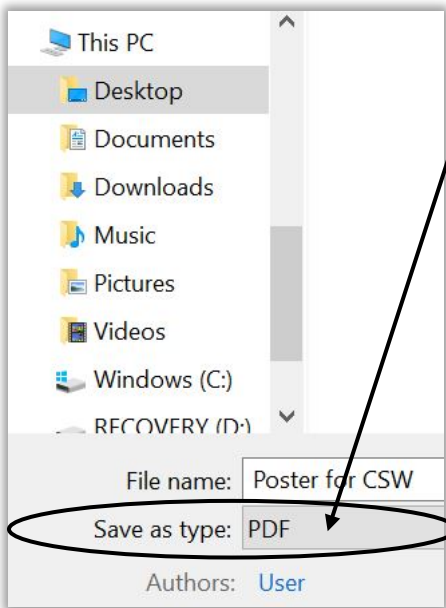 This PC
Desktop
Documents
Downloads
Music
Pictures
Videos
Windows (C:)
RECOVERY (D:)
File name: Poster for CSW
Save as type: PDF
Authors: User